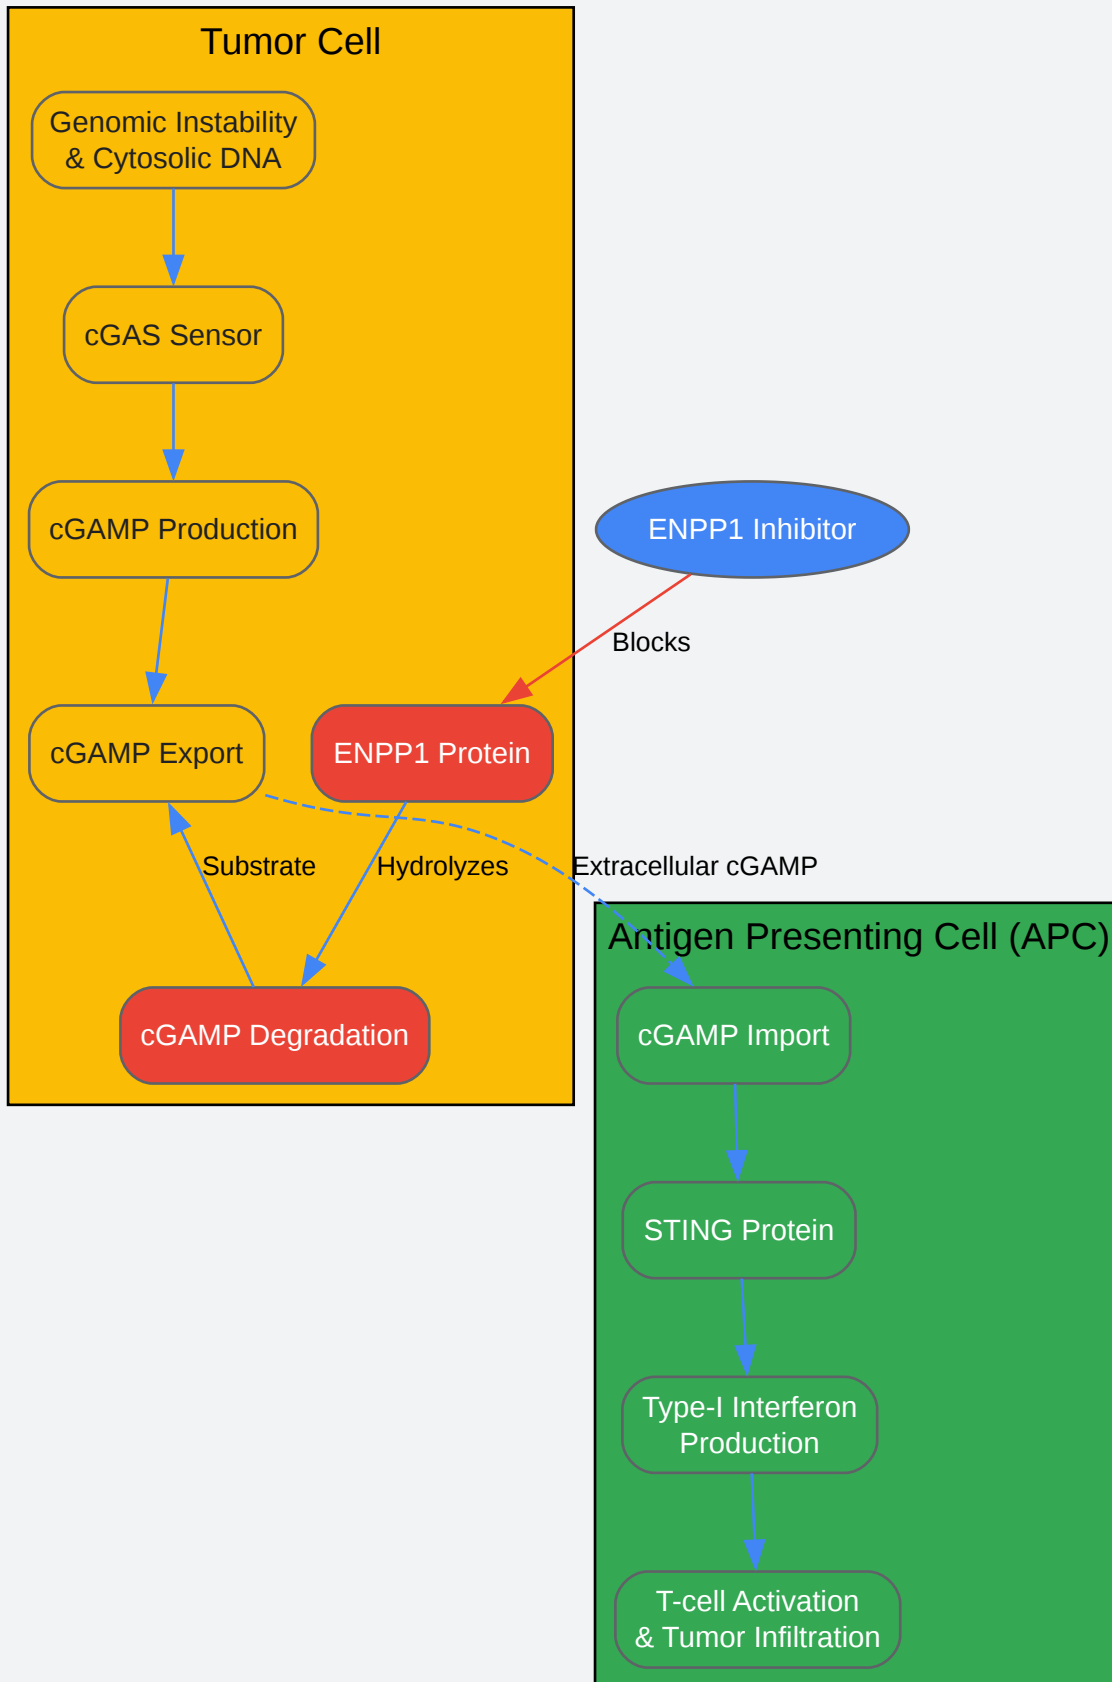 Tumor Cell
Genomic Instability
& Cytosolic DNA
cGAS Sensor
cGAMP Production
ENPP1 Inhibitor
Blocks
cGAMP Export
ENPP1 Protein
Substrate
Hydrolyzes
Extracellular cGAMP
Antigen Presenting Cell (APC)
cGAMP Degradation
cGAMP Import
STING Protein
Type-I Interferon
Production
T-cell Activation
& Tumor Infiltration